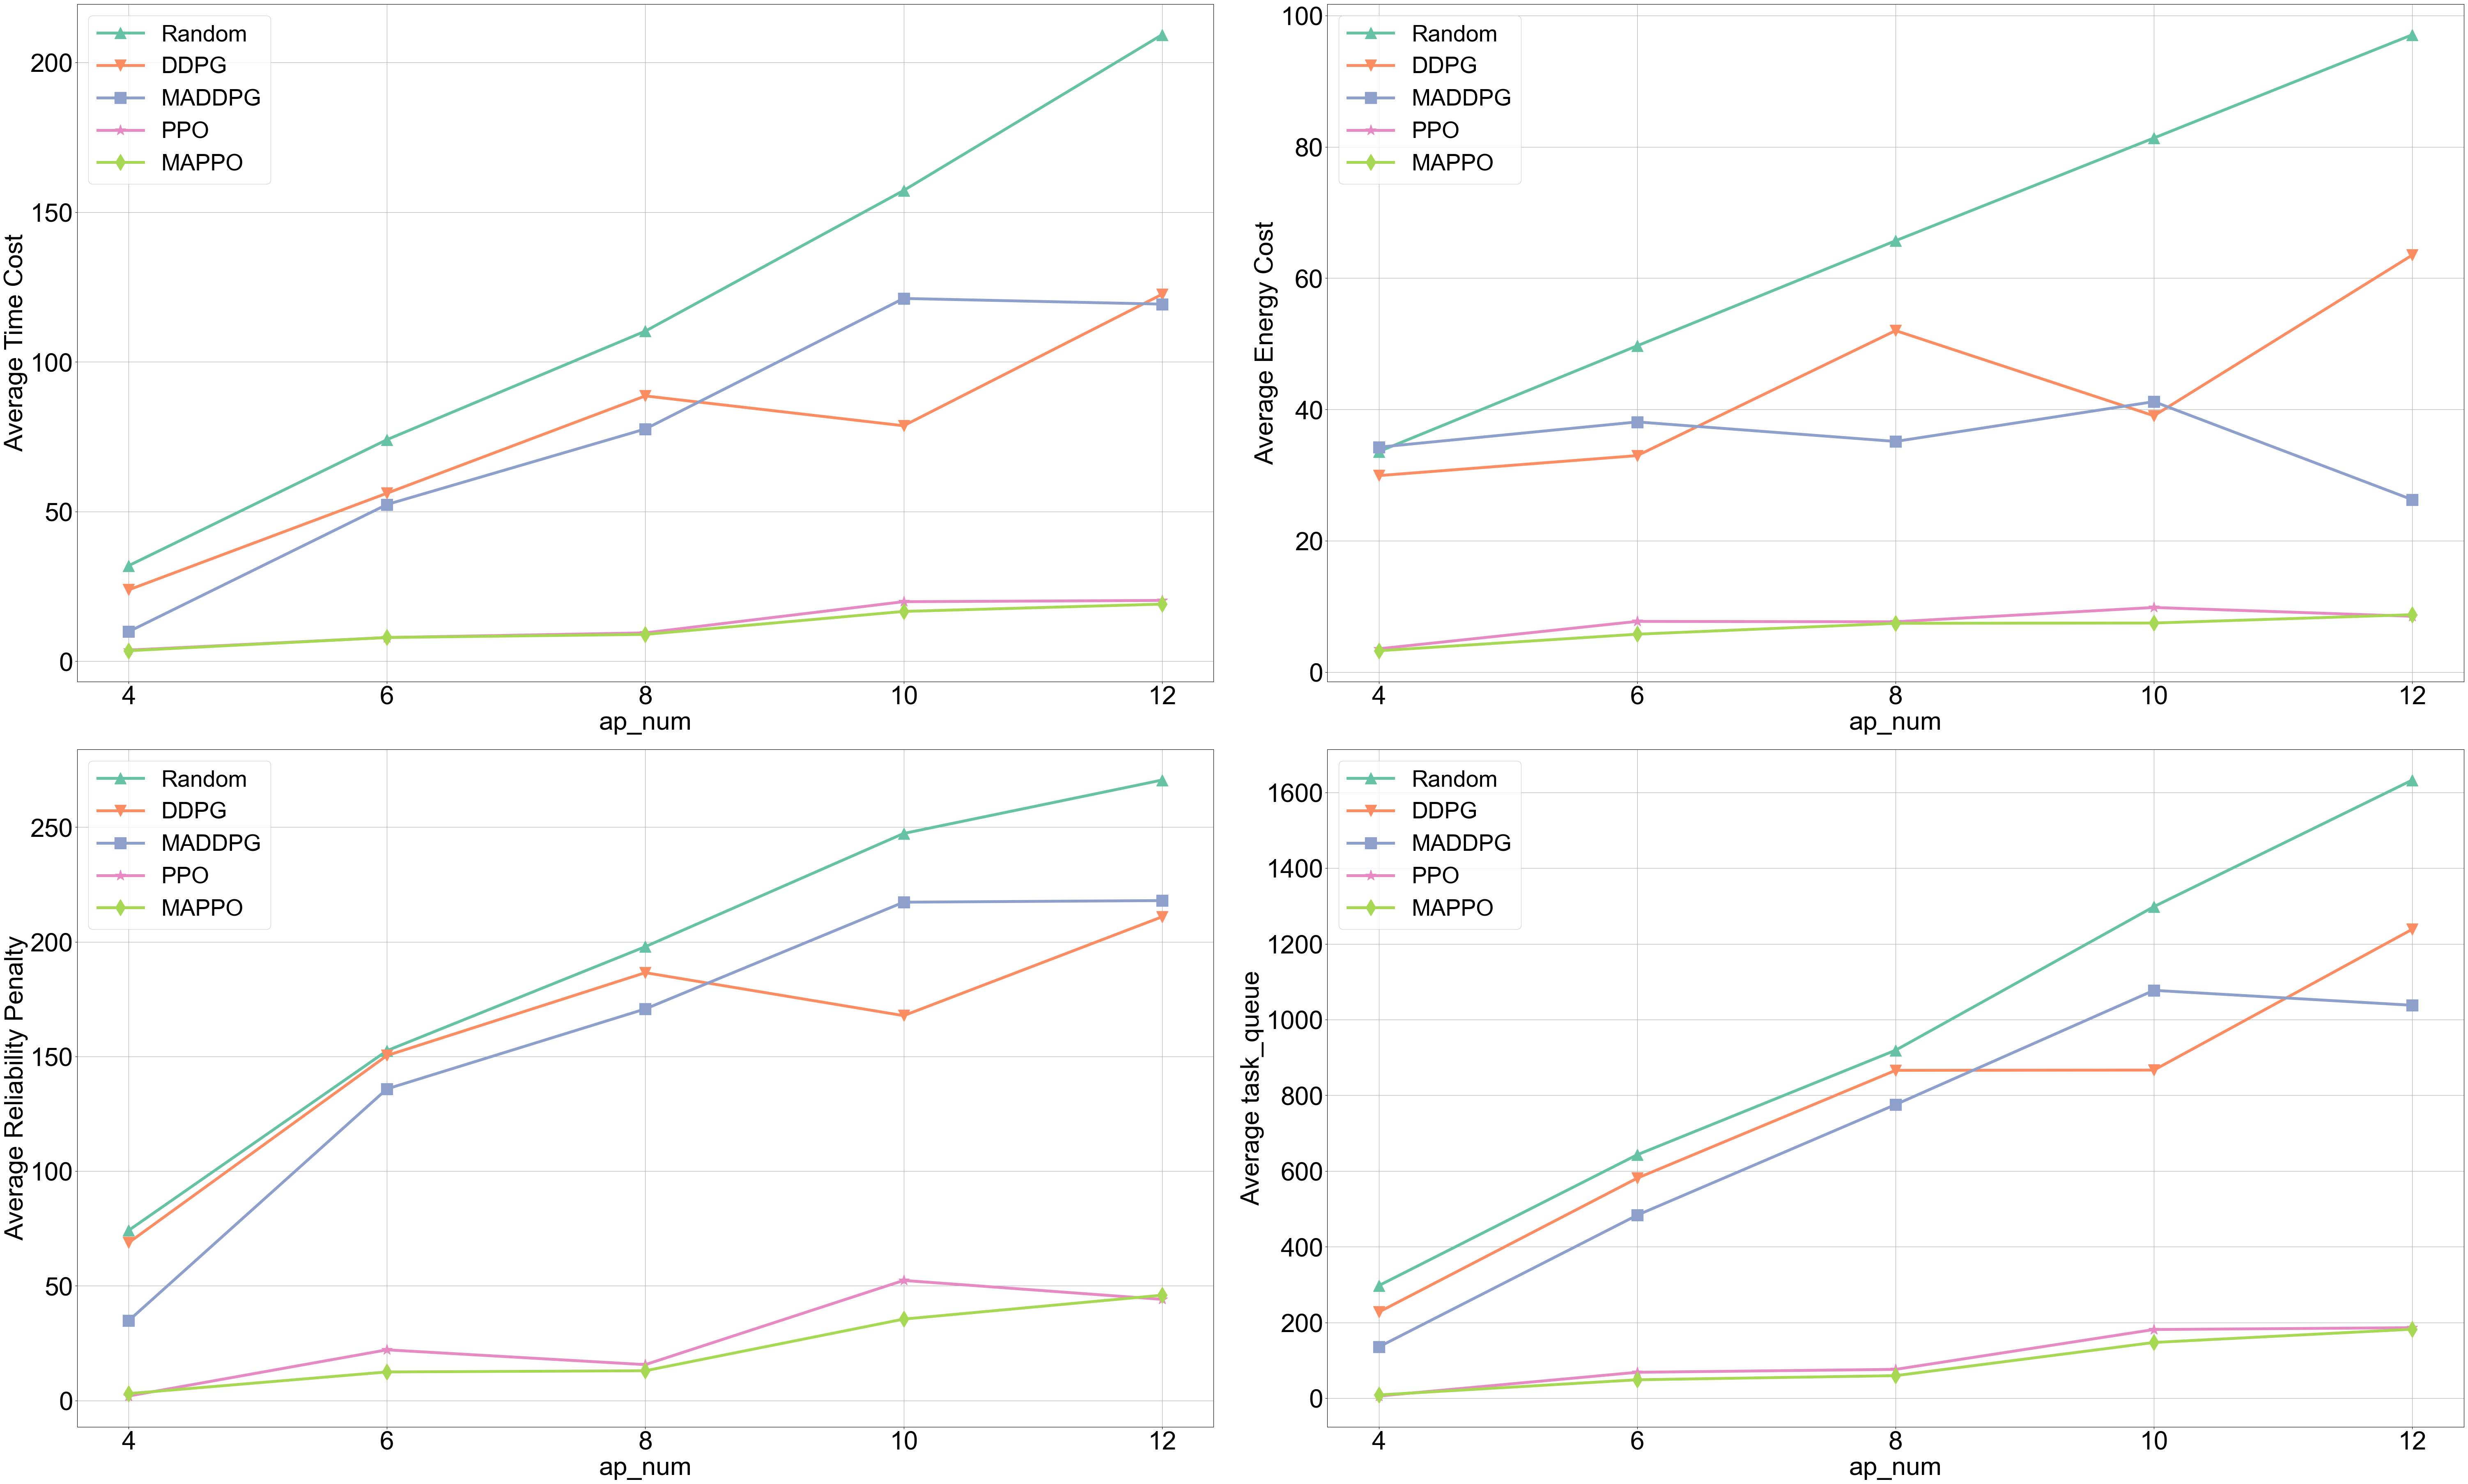 Average Time Cost
200
150
100
50
0
Random
DDPG
MADDPG
PPO
MAPPO
4 6 8 10 12
ap_num
Average Energy Cost
100
80
60
40
20
0
Random
DDPG
MADDPG
PPO
MAPPO
4 6 8 10 12
ap_num
Average Reliability Penalty
250
200
150
100
50
0
Random
DDPG
MADDPG
PPO
MAPPO
4 6 8 10 12
ap_num
Average task_queue
1600
1400
1200
1000
800
600
400
200
0
Random
DDPG
MADDPG
PPO
MAPPO
4 6 8 10 12
ap_num